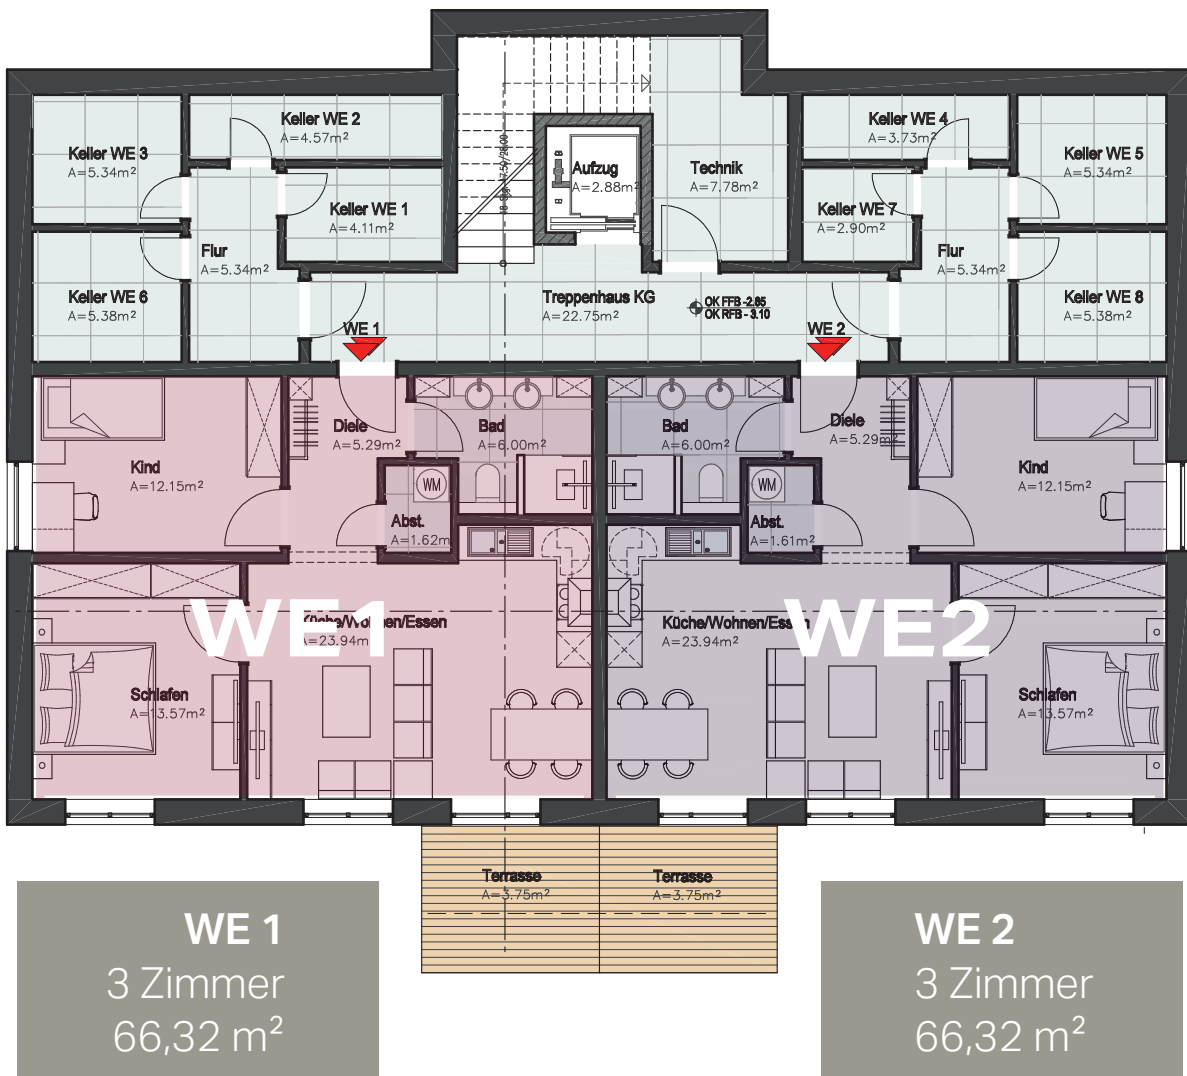 Keller WE 3
A=5.34m²
Keller WE 2
A=4.57m²
Keller WE 1
A=4.11m²
Flur
A=5.34m²
Keller WE 6
A=5.38m²
Aufzug
A=2.88m²
Technik
A=7.78m²
Keller WE 4
A=3.73m²
Keller WE 5
A=5.34m²
Keller WE 7
A=2.90m²
Flur
A=5.34m²
Keller WE 8
A=5.38m²
Treppenhaus KG
A=22.75m²
OK FFB -2.85
OK RFB - 3.10
WE 1
WE 2
Kind
A=12.15m²
Diele
A=5.29m²
Bad
A=6.00m²
WM
Abst.
A=1.62m
Bad
A=6.00m²
Diele
A=5.29m²
WM
Abst.
A=1.61m²
Kind
A=12.15m²
WE1
Küche/Wohnen/Essen
A=23.94m
Schlafen
A=13.57m²
WE2
Küche/Wohnen/Essen
A=23.94m²
Schlafen
A=13.57m²
Terrasse
A=3.75m²
Terrasse
A=3.75m²
WE 1
3 Zimmer
66,32 m²
WE 2
3 Zimmer
66,32 m²